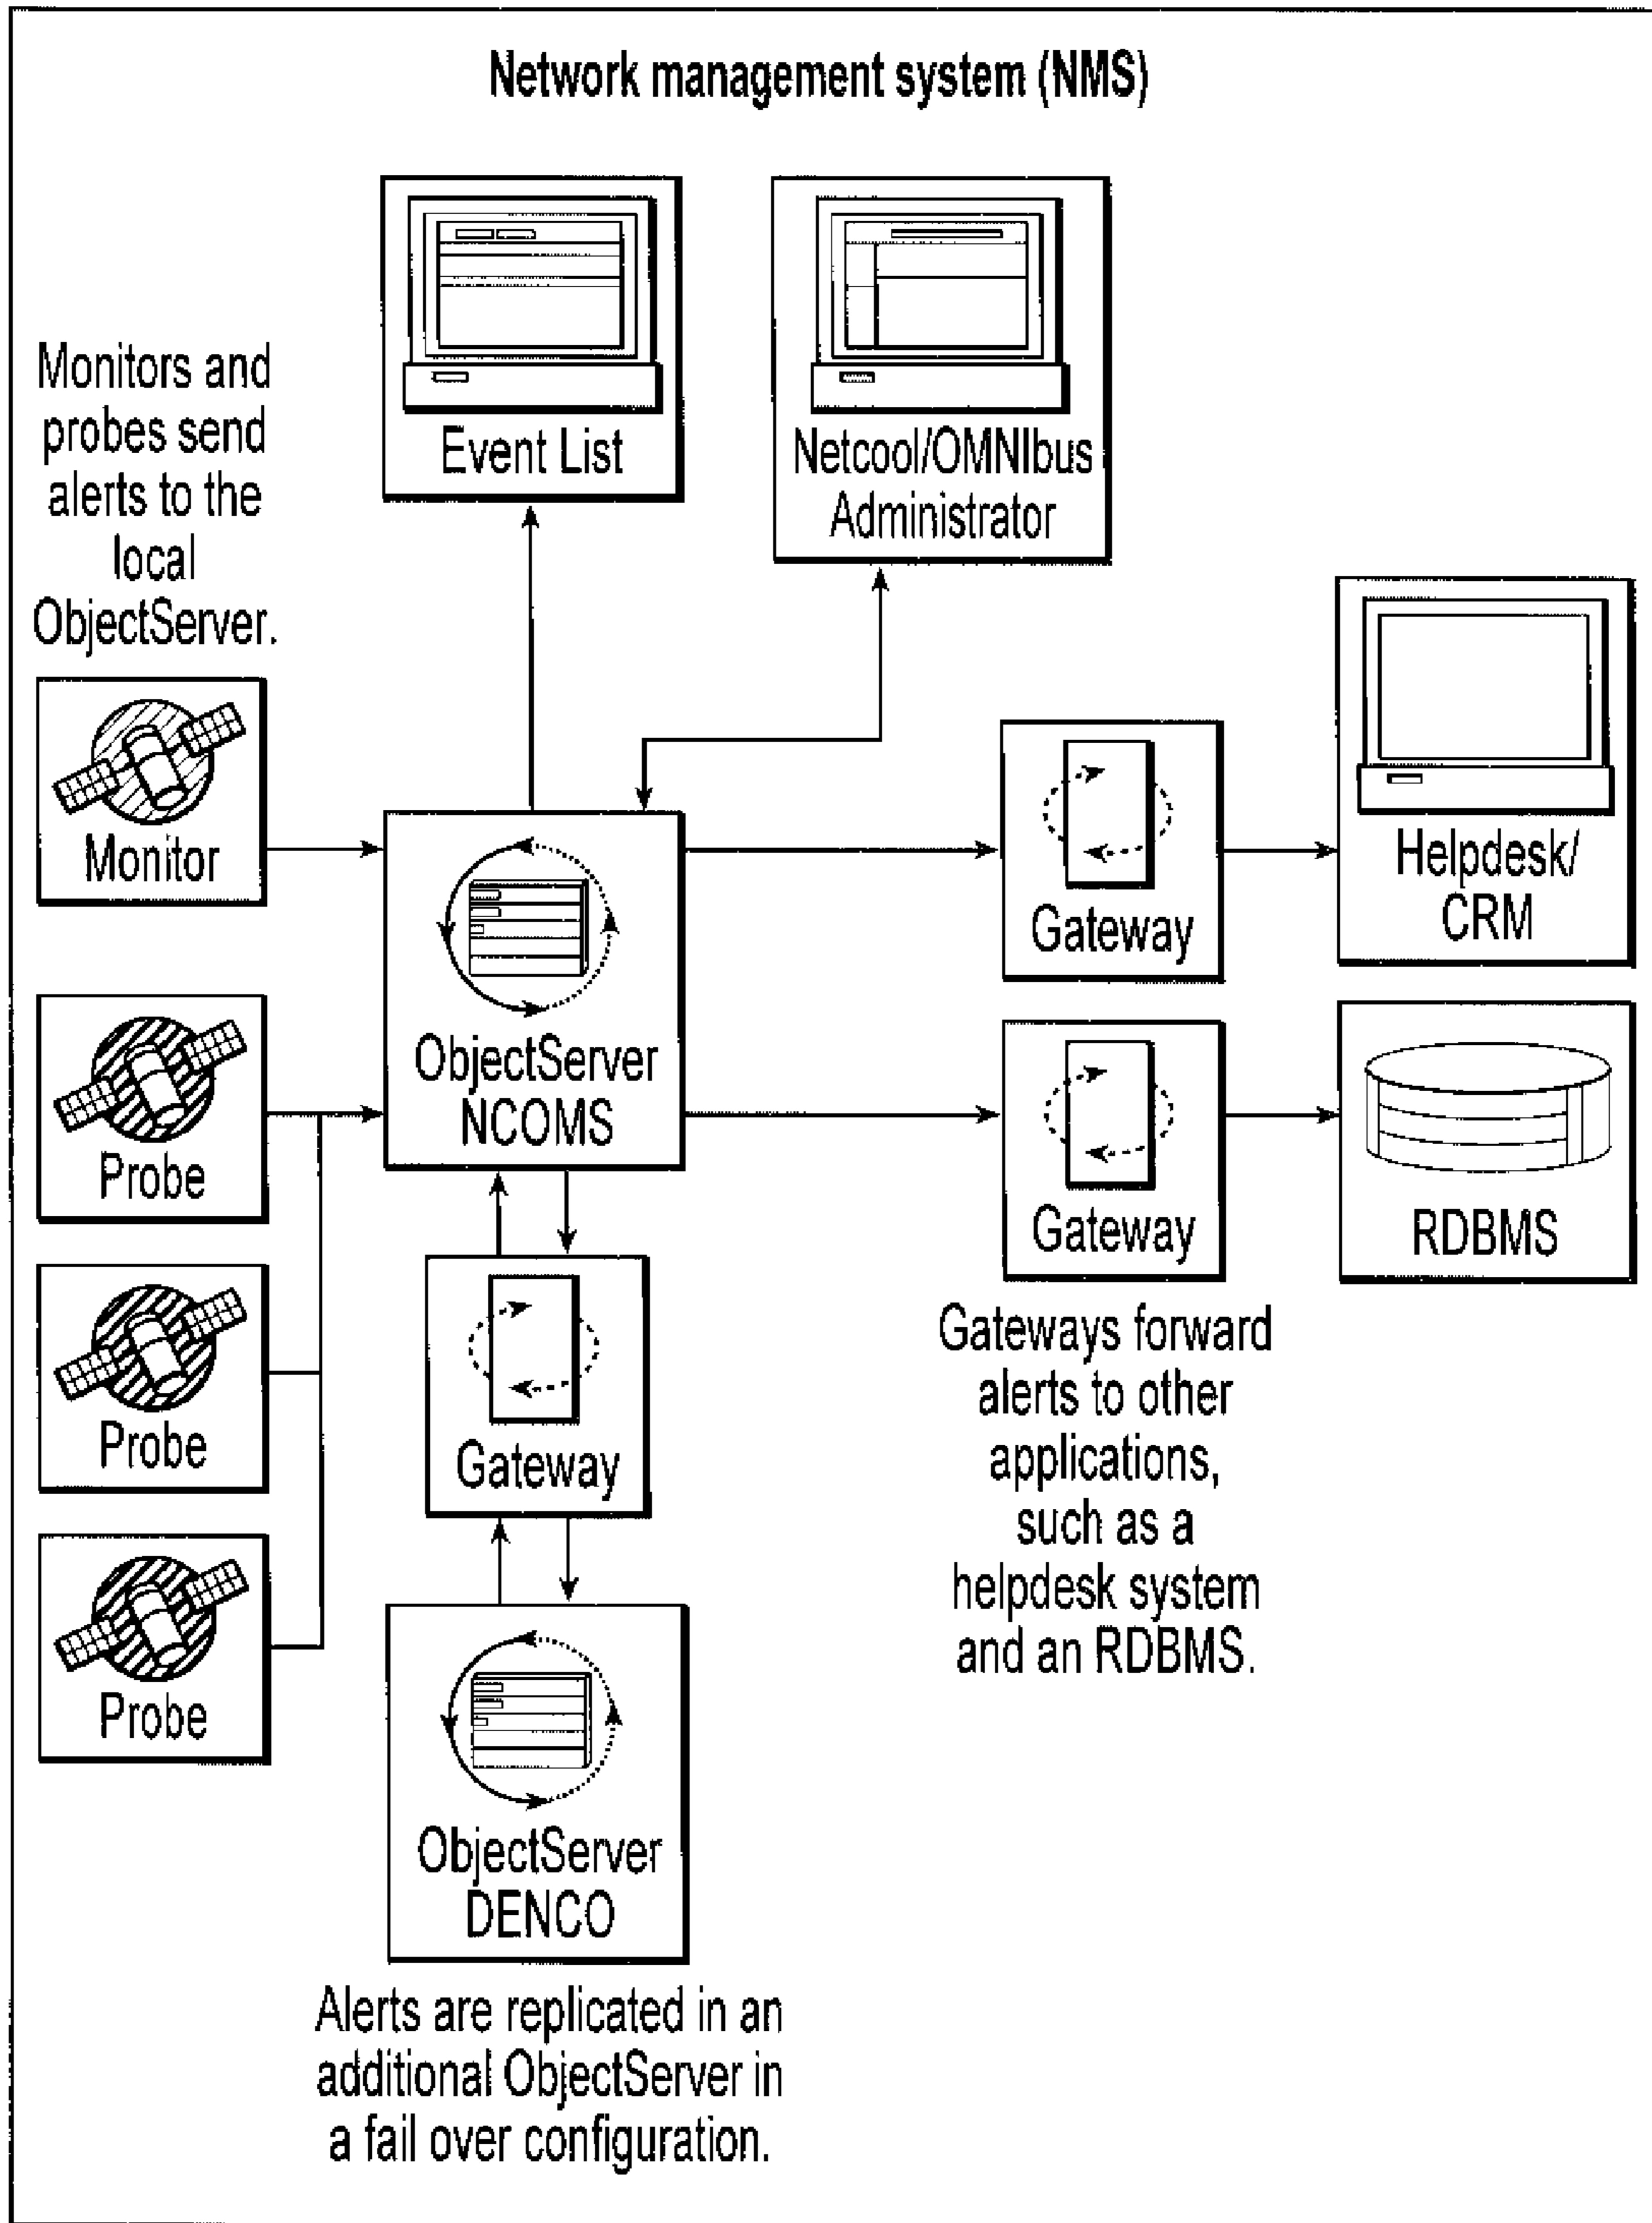 Network management system (NMS)
Event List
Netcool/OMNIbus
Administrator
Monitors and
probes send
alerts to the
local
ObjectServer.
Monitor
Probe
Probe
Probe
ObjectServer
NCOMS
Gateway
ObjectServer
DENCO
Alerts are replicated in an
additional ObjectServer in
a fail over configuration.
Gateway
Helpdesk/
CRM
Gateway
RDBMS
Gateways forward
alerts to other
applications,
such as a
helpdesk system
and an RDBMS.